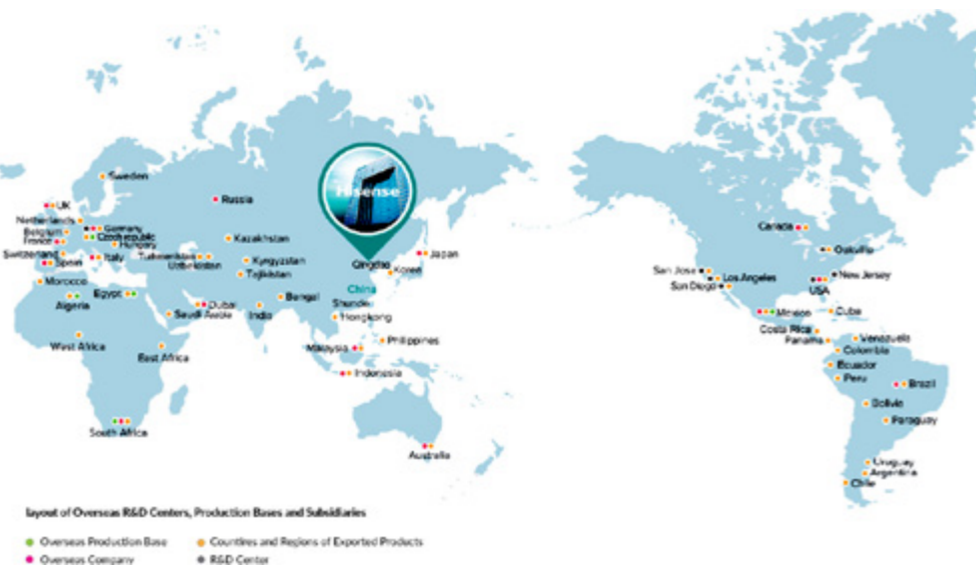 Hisense
Sweden
UK
Russia
Netherlands
Germany
Belgium
Czech republic
France
Hungary
Kazakhstan
Switzerland
Italy
Turkmenistan
Kyrgyzstan
Qingdao
Japan
Spain
Uzbekistan
Tajikistan
Korea
Morocco
China
Algeria
Egypt
Dubai
Bengal
Shunde
Saudi Arabia
India
Hongkong
West Africa
East Africa
Malaysia
Philippines
Indonesia
South Africa
Australia
Canada
Oakville
San Jose
Los Angeles
New Jersey
San Diego
USA
Mexico
Cuba
Costa Rica
Panama
Venezuela
Colombia
Ecuador
Peru
Brazil
Bolivia
Paraguay
Uruguay
Argentina
Chile
layout of Overseas R&D Centers, Production Bases and Subsidiaries
Overseas Production Base
Countires and Regions of Exported Products
Overseas Company
R&D Center